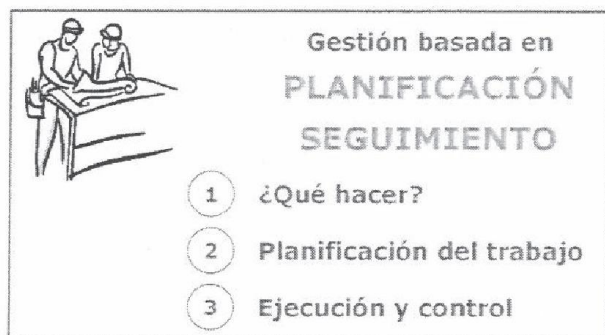 Gestión basada en
PLANIFICACIÓN
SEGUIMIENTO
1 ¿Qué hacer?
2 Planificación del trabajo
3 Ejecución y control